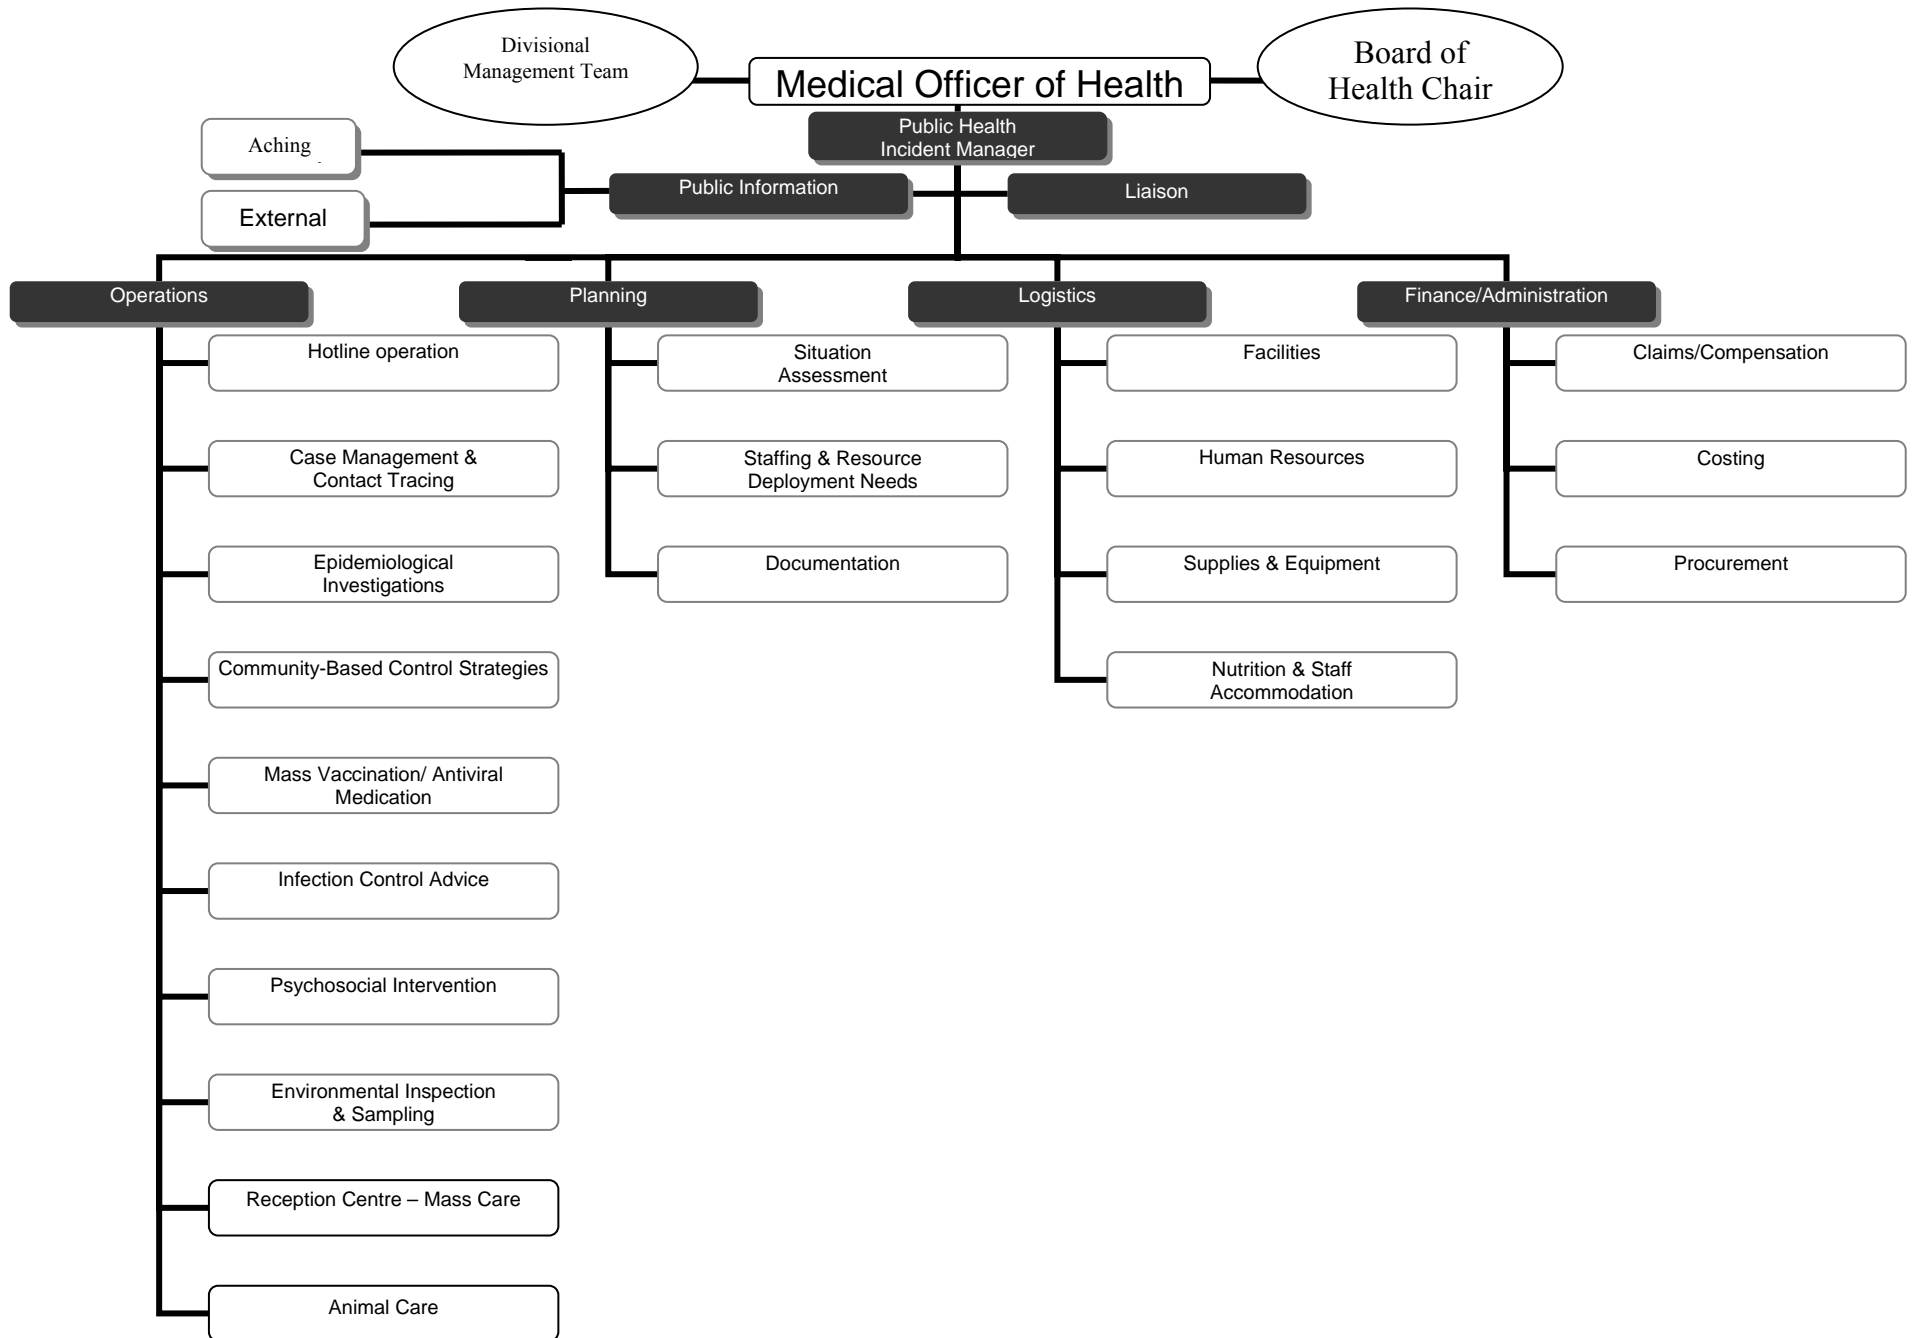 Divisional
Management Team
Medical Officer of Health
Board of
Health Chair
Public Health
Incident Manager
Aching
External
Public Information
Liaison
Operations
Hotline operation
Case Management &
Contact Tracing
Epidemiological
Investigations
Community-Based Control Strategies
Mass Vaccination/ Antiviral
Medication
Infection Control Advice
Psychosocial Intervention
Environmental Inspection
& Sampling
Reception Centre – Mass Care
Animal Care
Planning
Situation
Assessment
Staffing & Resource
Deployment Needs
Documentation
Logistics
Facilities
Human Resources
Supplies & Equipment
Nutrition & Staff
Accommodation
Finance/Administration
Claims/Compensation
Costing
Procurement